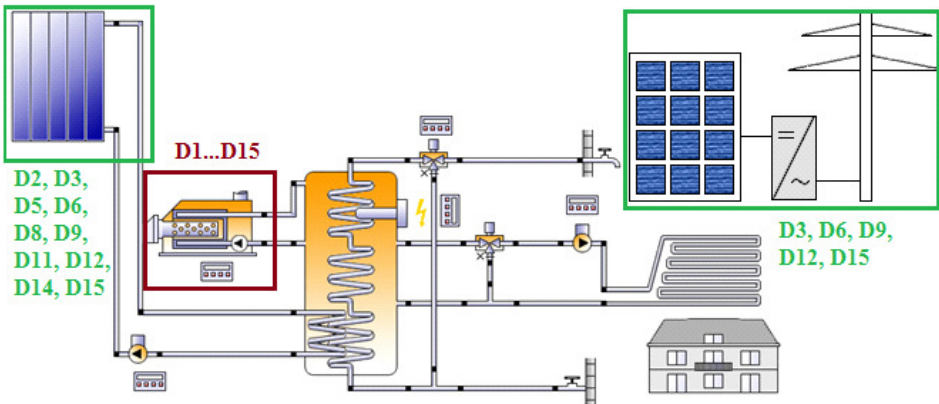 D1...D15
D2, D3,
D5, D6,
D8, D9,
D11, D12,
D14, D15
D3, D6, D9,
D12, D15